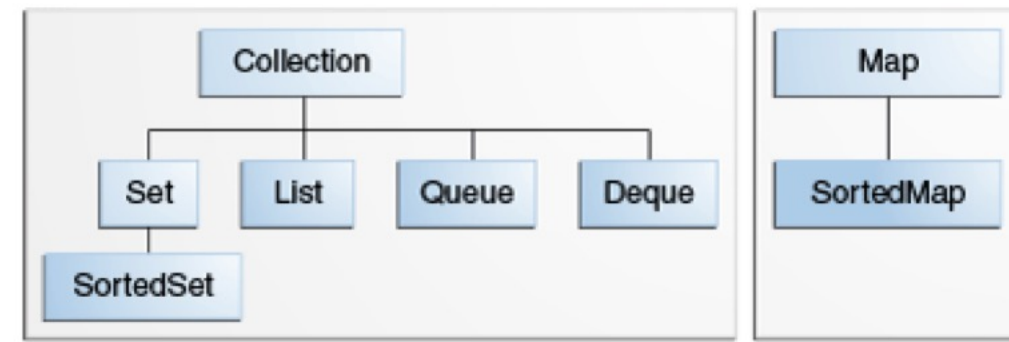 Collection
Map
Set
List
Queue
Deque
SortedMap
SortedSet